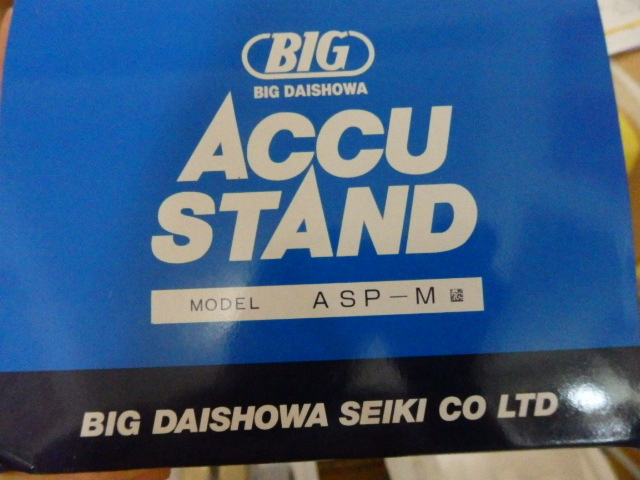 BIG
BIG DAISHOWA
ACCU
STAND
MODEL ASP-M
BIG DAISHOWA SEIKI CO LTD